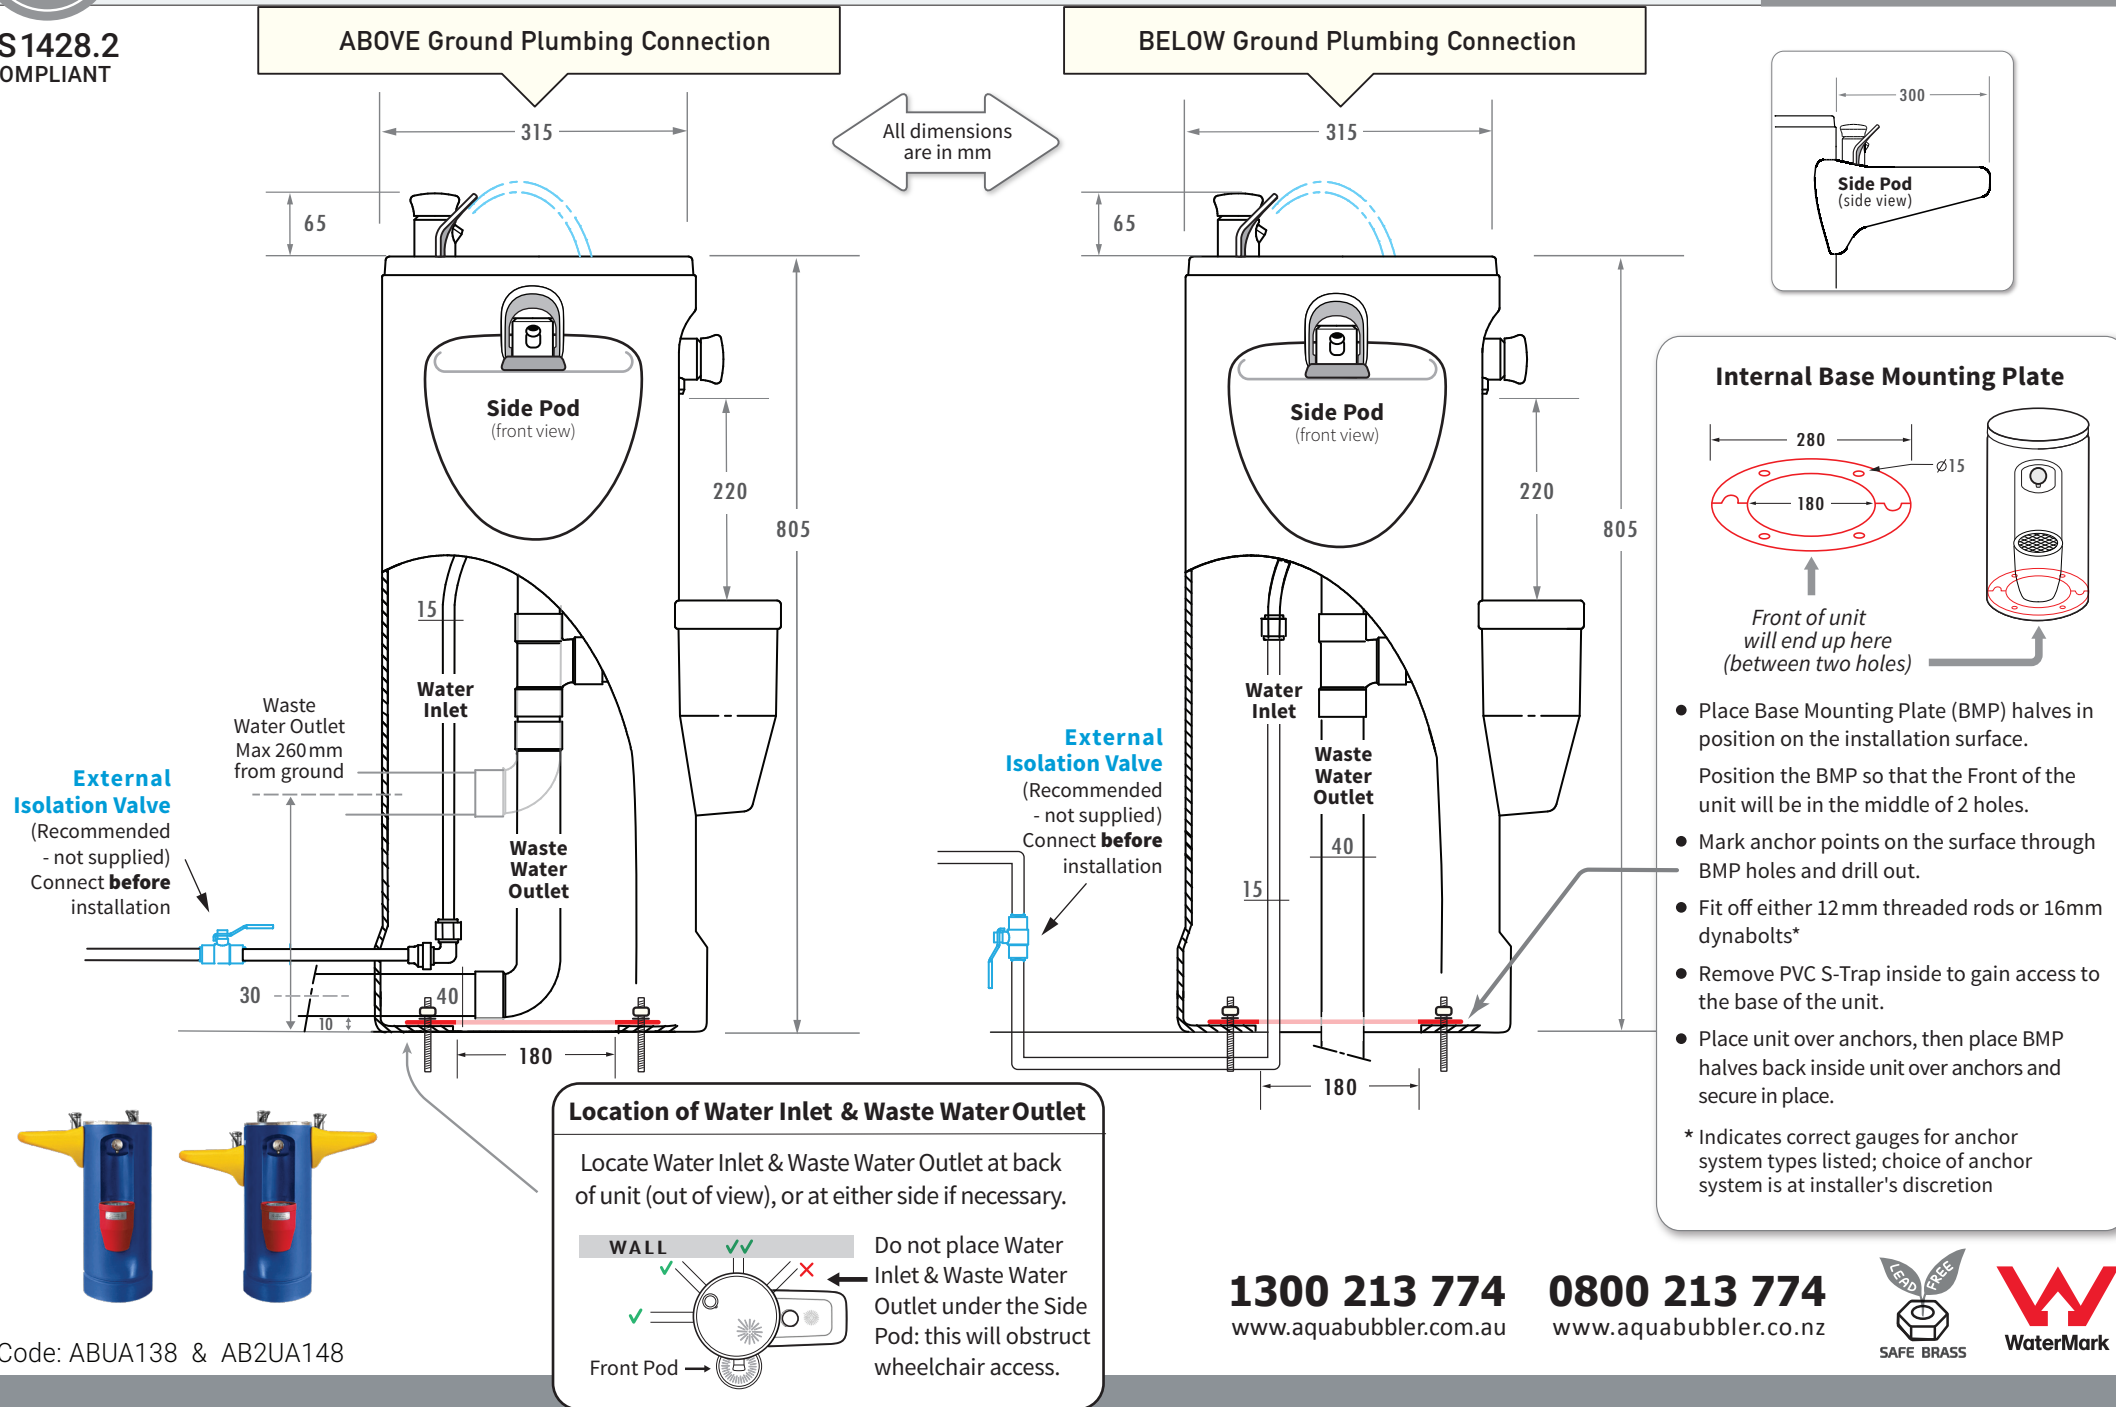 S 1428.2
OMPLIANT
ABOVE Ground Plumbing Connection
BELOW Ground Plumbing Connection
All dimensions
are in mm
315
65
Side Pod
(front view)
220
805
15
Water
Inlet
Waste
Water Outlet
Max 260mm
from ground
External
Isolation Valve
(Recommended
- not supplied)
Connect before
installation
Waste
Water
Outlet
30
40
10
180
315
65
Side Pod
(front view)
220
805
Water
Inlet
External
Isolation Valve
(Recommended
- not supplied)
Connect before
installation
Waste
Water
Outlet
40
15
180
300
Side Pod
(side view)
Internal Base Mounting Plate
280
Ø15
180
Front of unit
will end up here
(between two holes)
● Place Base Mounting Plate (BMP) halves in
position on the installation surface.
Position the BMP so that the Front of the
unit will be in the middle of 2 holes.
● Mark anchor points on the surface through
BMP holes and drill out.
● Fit off either 12mm threaded rods or 16mm
dynabolts*
● Remove PVC S-Trap inside to gain access to
the base of the unit.
● Place unit over anchors, then place BMP
halves back inside unit over anchors and
secure in place.
* Indicates correct gauges for anchor
system types listed; choice of anchor
system is at installer's discretion
Location of Water Inlet & Waste Water Outlet
Locate Water Inlet & Waste Water Outlet at back
of unit (out of view), or at either side if necessary.
WALL
Front Pod
Do not place Water
Inlet & Waste Water
Outlet under the Side
Pod: this will obstruct
wheelchair access.
Code: ABUA138 & AB2UA148
1300 213 774
www.aquabubbler.com.au
0800 213 774
www.aquabubbler.co.nz
LEAD FREE
SAFE BRASS
WaterMark